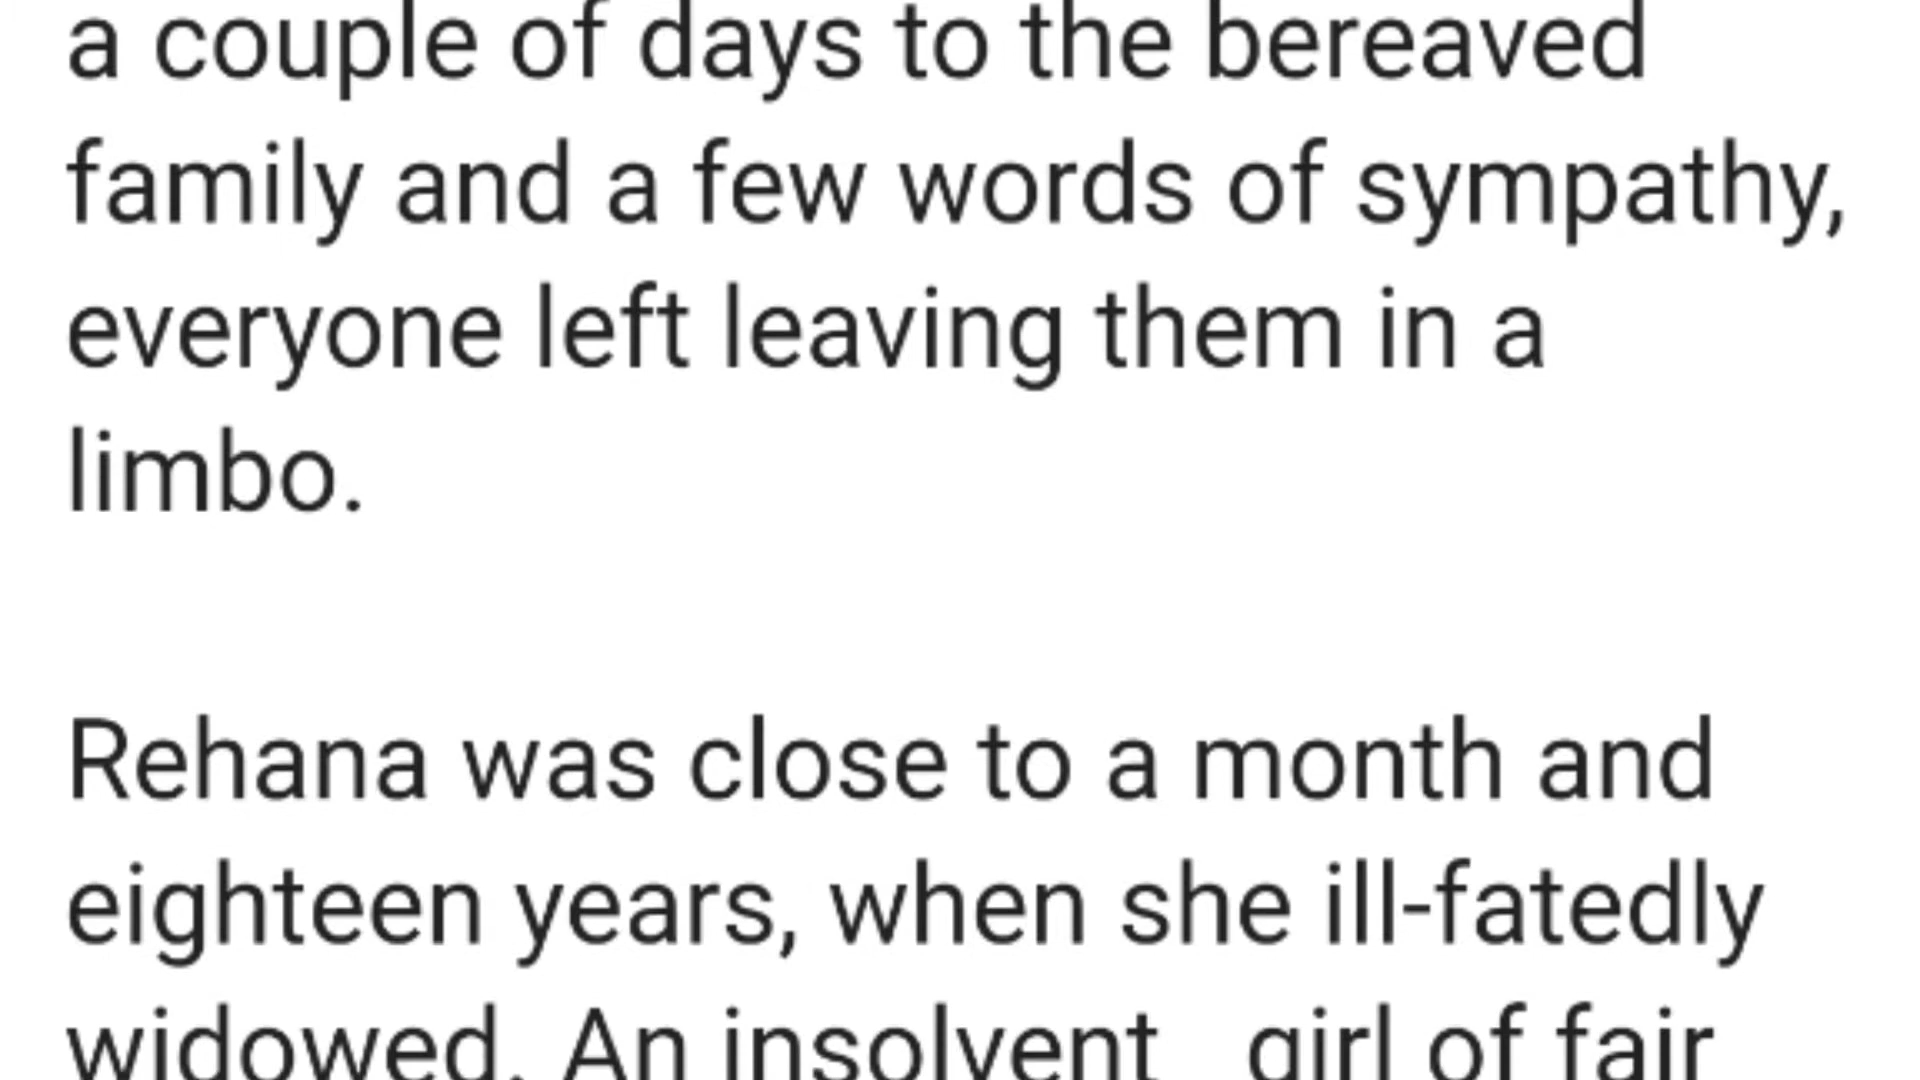 a couple of days to the bereaved
family and a few words of sympathy,
everyone left leaving them in a
limbo.
Rehana was close to a month and
eighteen years, when she ill-fatedly
widowed. An insolvent girl of fair